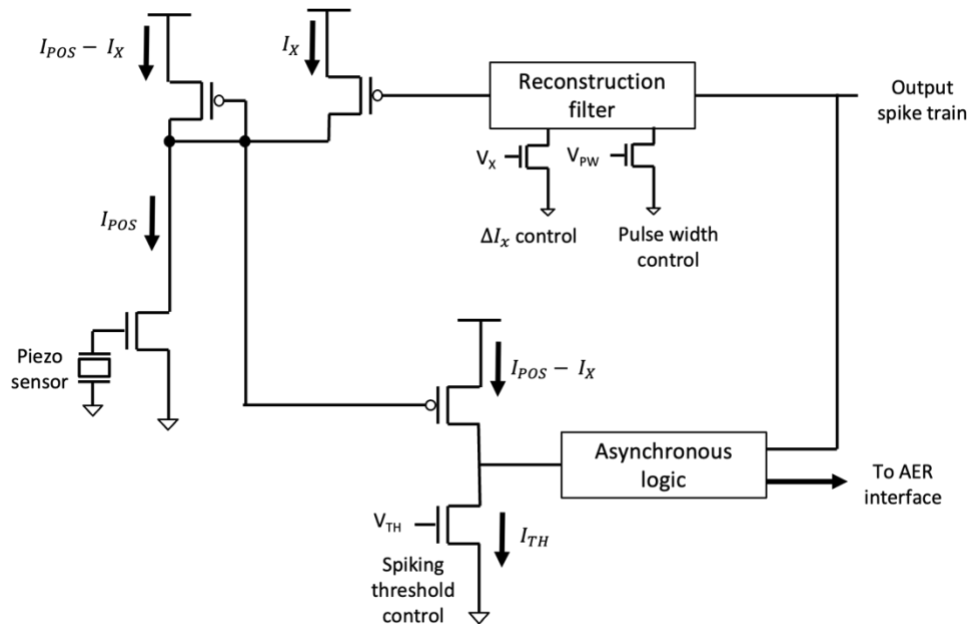 I_POS − I_X
I_X
Reconstruction
filter
Output
spike train
V_X
V_PW
ΔI_x control
Pulse width
control
I_POS
Piezo
sensor
I_POS − I_X
Asynchronous
logic
To AER
interface
V_TH
I_TH
Spiking
threshold
control